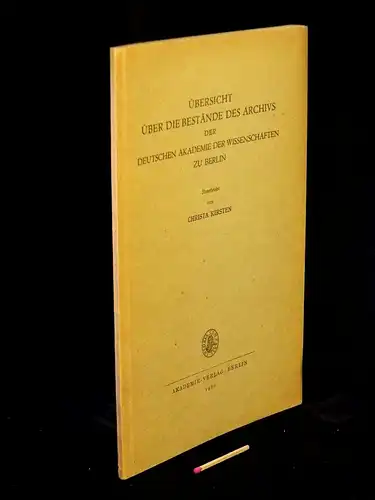 ÜBERSICHT
ÜBER DIE BESTÄNDE DES ARCHIVS
DER
DEUTSCHEN AKADEMIE DER WISSENSCHAFTEN
ZU BERLIN
Bearbeitet
von
CHRISTA KIRSTEN
AKADEMIE-VERLAG · BERLIN